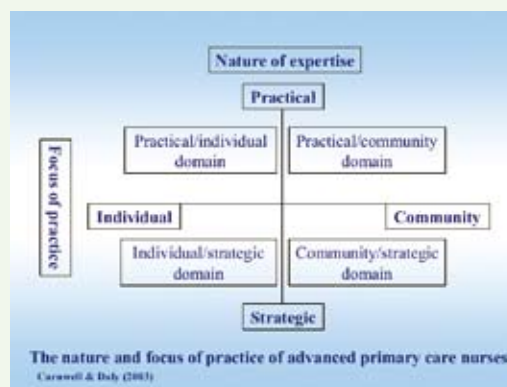 Nature of expertise
Practical
Practical/individual
domain
Practical/community
domain
Focus of practice
Individual
Community
Individual/strategic
domain
Community/strategic
domain
Strategic
The nature and focus of practice of advanced primary care nurses
Carnwell & Daly (2003)